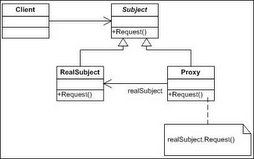 Client
Subject
+Request()
RealSubject
+Request()
Proxy
+Request()
realSubject
realSubject.Request()